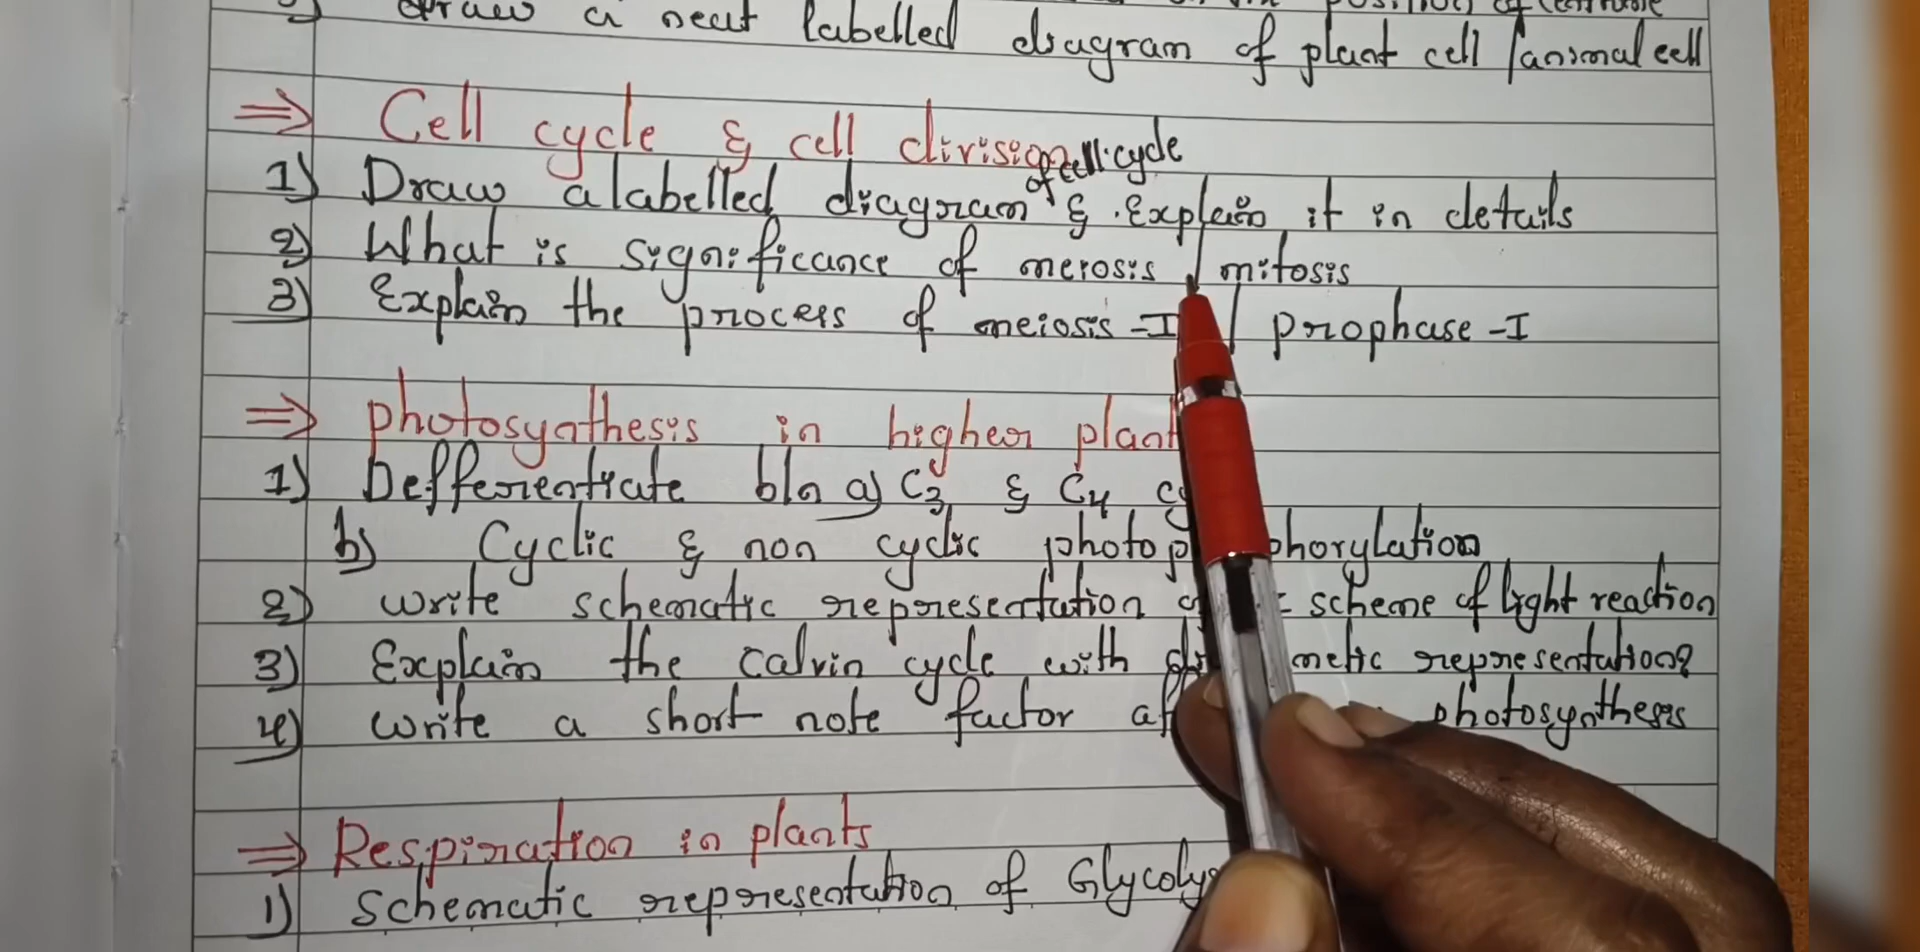 draw a neat labelled diagram of plant cell / animal cell
⇒ Cell cycle & cell division
1) Draw a labelled diagram of cell cycle & Explain it in details
2) What is significance of meiosis / mitosis
3) Explain the process of meiosis -I / prophase -I
⇒ photosynthesis in higher plant
1) Defferentiate b/n a) C3 & C4
b) Cyclic & non cyclic
2) write schematic representation scheme of light reaction
3) Explain the calvin cycle with representation?
4) write a short note factor photosynthesis
⇒ Respiration in plants
1) Schematic representation of